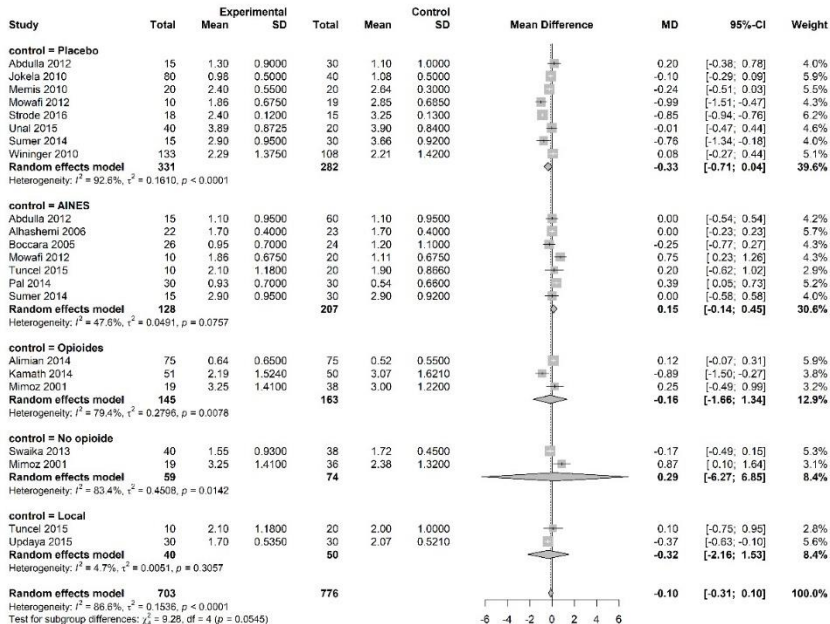 Experimental Control
Study Total Mean SD Total Mean SD Mean Difference MD 95%-CI Weight
control = Placebo
Abdulla 2012 15 1.30 0.9000 30 1.10 1.0000 0.20 [-0.38; 0.78] 4.0%
Jokela 2010 80 0.98 0.5000 40 1.08 0.5000 -0.10 [-0.29; 0.09] 5.9%
Memis 2010 20 2.40 0.5500 20 2.64 0.3000 -0.24 [-0.51; 0.03] 5.5%
Mowafi 2012 10 1.86 0.6750 19 2.85 0.6850 -0.99 [-1.51; -0.47] 4.3%
Strode 2016 18 2.40 0.1200 15 3.25 0.1300 -0.85 [-0.94; -0.76] 6.2%
Unal 2015 40 3.89 0.8725 20 3.90 0.8400 -0.01 [-0.47; 0.44] 4.6%
Sumer 2014 15 2.90 0.9500 30 3.66 0.9200 -0.76 [-1.34; -0.18] 4.0%
Wininger 2010 133 2.29 1.3750 108 2.21 1.4200 0.08 [-0.27; 0.44] 5.1%
Random effects model 331 282 -0.33 [-0.71; 0.04] 39.6%
Heterogeneity: I² = 92.6%, τ² = 0.1610, p < 0.0001
control = AINES
Abdulla 2012 15 1.10 0.9500 60 1.10 0.9500 0.00 [-0.54; 0.54] 4.2%
Alhashemi 2006 22 1.70 0.4000 23 1.70 0.4000 0.00 [-0.23; 0.23] 5.7%
Boccara 2005 26 0.95 0.7000 24 1.20 1.1000 -0.25 [-0.77; 0.27] 4.3%
Mowafi 2012 10 1.86 0.6750 20 1.11 0.6750 0.75 [0.23; 1.26] 4.3%
Tuncel 2015 10 2.10 1.1800 20 1.90 0.8660 0.20 [-0.62; 1.02] 2.9%
Pal 2014 30 0.93 0.7000 30 0.54 0.6600 0.39 [0.05; 0.73] 5.2%
Sumer 2014 15 2.90 0.9500 30 2.90 0.9200 0.00 [-0.58; 0.58] 4.0%
Random effects model 128 207 0.15 [-0.14; 0.45] 30.6%
Heterogeneity: I² = 47.6%, τ² = 0.0491, p = 0.0757
control = Opioides
Alimian 2014 75 0.64 0.6500 75 0.52 0.5500 0.12 [-0.07; 0.31] 5.9%
Kamath 2014 51 2.19 1.5240 50 3.07 1.6210 -0.89 [-1.50; -0.27] 3.8%
Mimoz 2001 19 3.25 1.4100 38 3.00 1.2200 0.25 [-0.49; 0.99] 3.2%
Random effects model 145 163 -0.16 [-1.66; 1.34] 12.9%
Heterogeneity: I² = 79.4%, τ² = 0.2796, p = 0.0078
control = No opioide
Swaika 2013 40 1.55 0.9300 38 1.72 0.4500 -0.17 [-0.49; 0.15] 5.3%
Mimoz 2001 19 3.25 1.4100 36 2.38 1.3200 0.87 [0.10; 1.64] 3.1%
Random effects model 59 74 0.29 [-6.27; 6.85] 8.4%
Heterogeneity: I² = 83.4%, τ² = 0.4508, p = 0.0142
control = Local
Tuncel 2015 10 2.10 1.1800 20 2.00 1.0000 0.10 [-0.75; 0.95] 2.8%
Updaya 2015 30 1.70 0.5350 30 2.07 0.5210 -0.37 [-0.63; -0.10] 5.5%
Random effects model 40 50 -0.32 [-2.16; 1.53] 8.4%
Heterogeneity: I² = 4.7%, τ² = 0.0051, p = 0.3057
Random effects model 703 776 -0.10 [-0.31; 0.10] 100.0%
Heterogeneity: I² = 86.6%, τ² = 0.1536, p < 0.0001
Test for subgroup differences: χ²₄ = 9.28, df = 4 (p = 0.0545)
-6 -4 -2 0 2 4 6